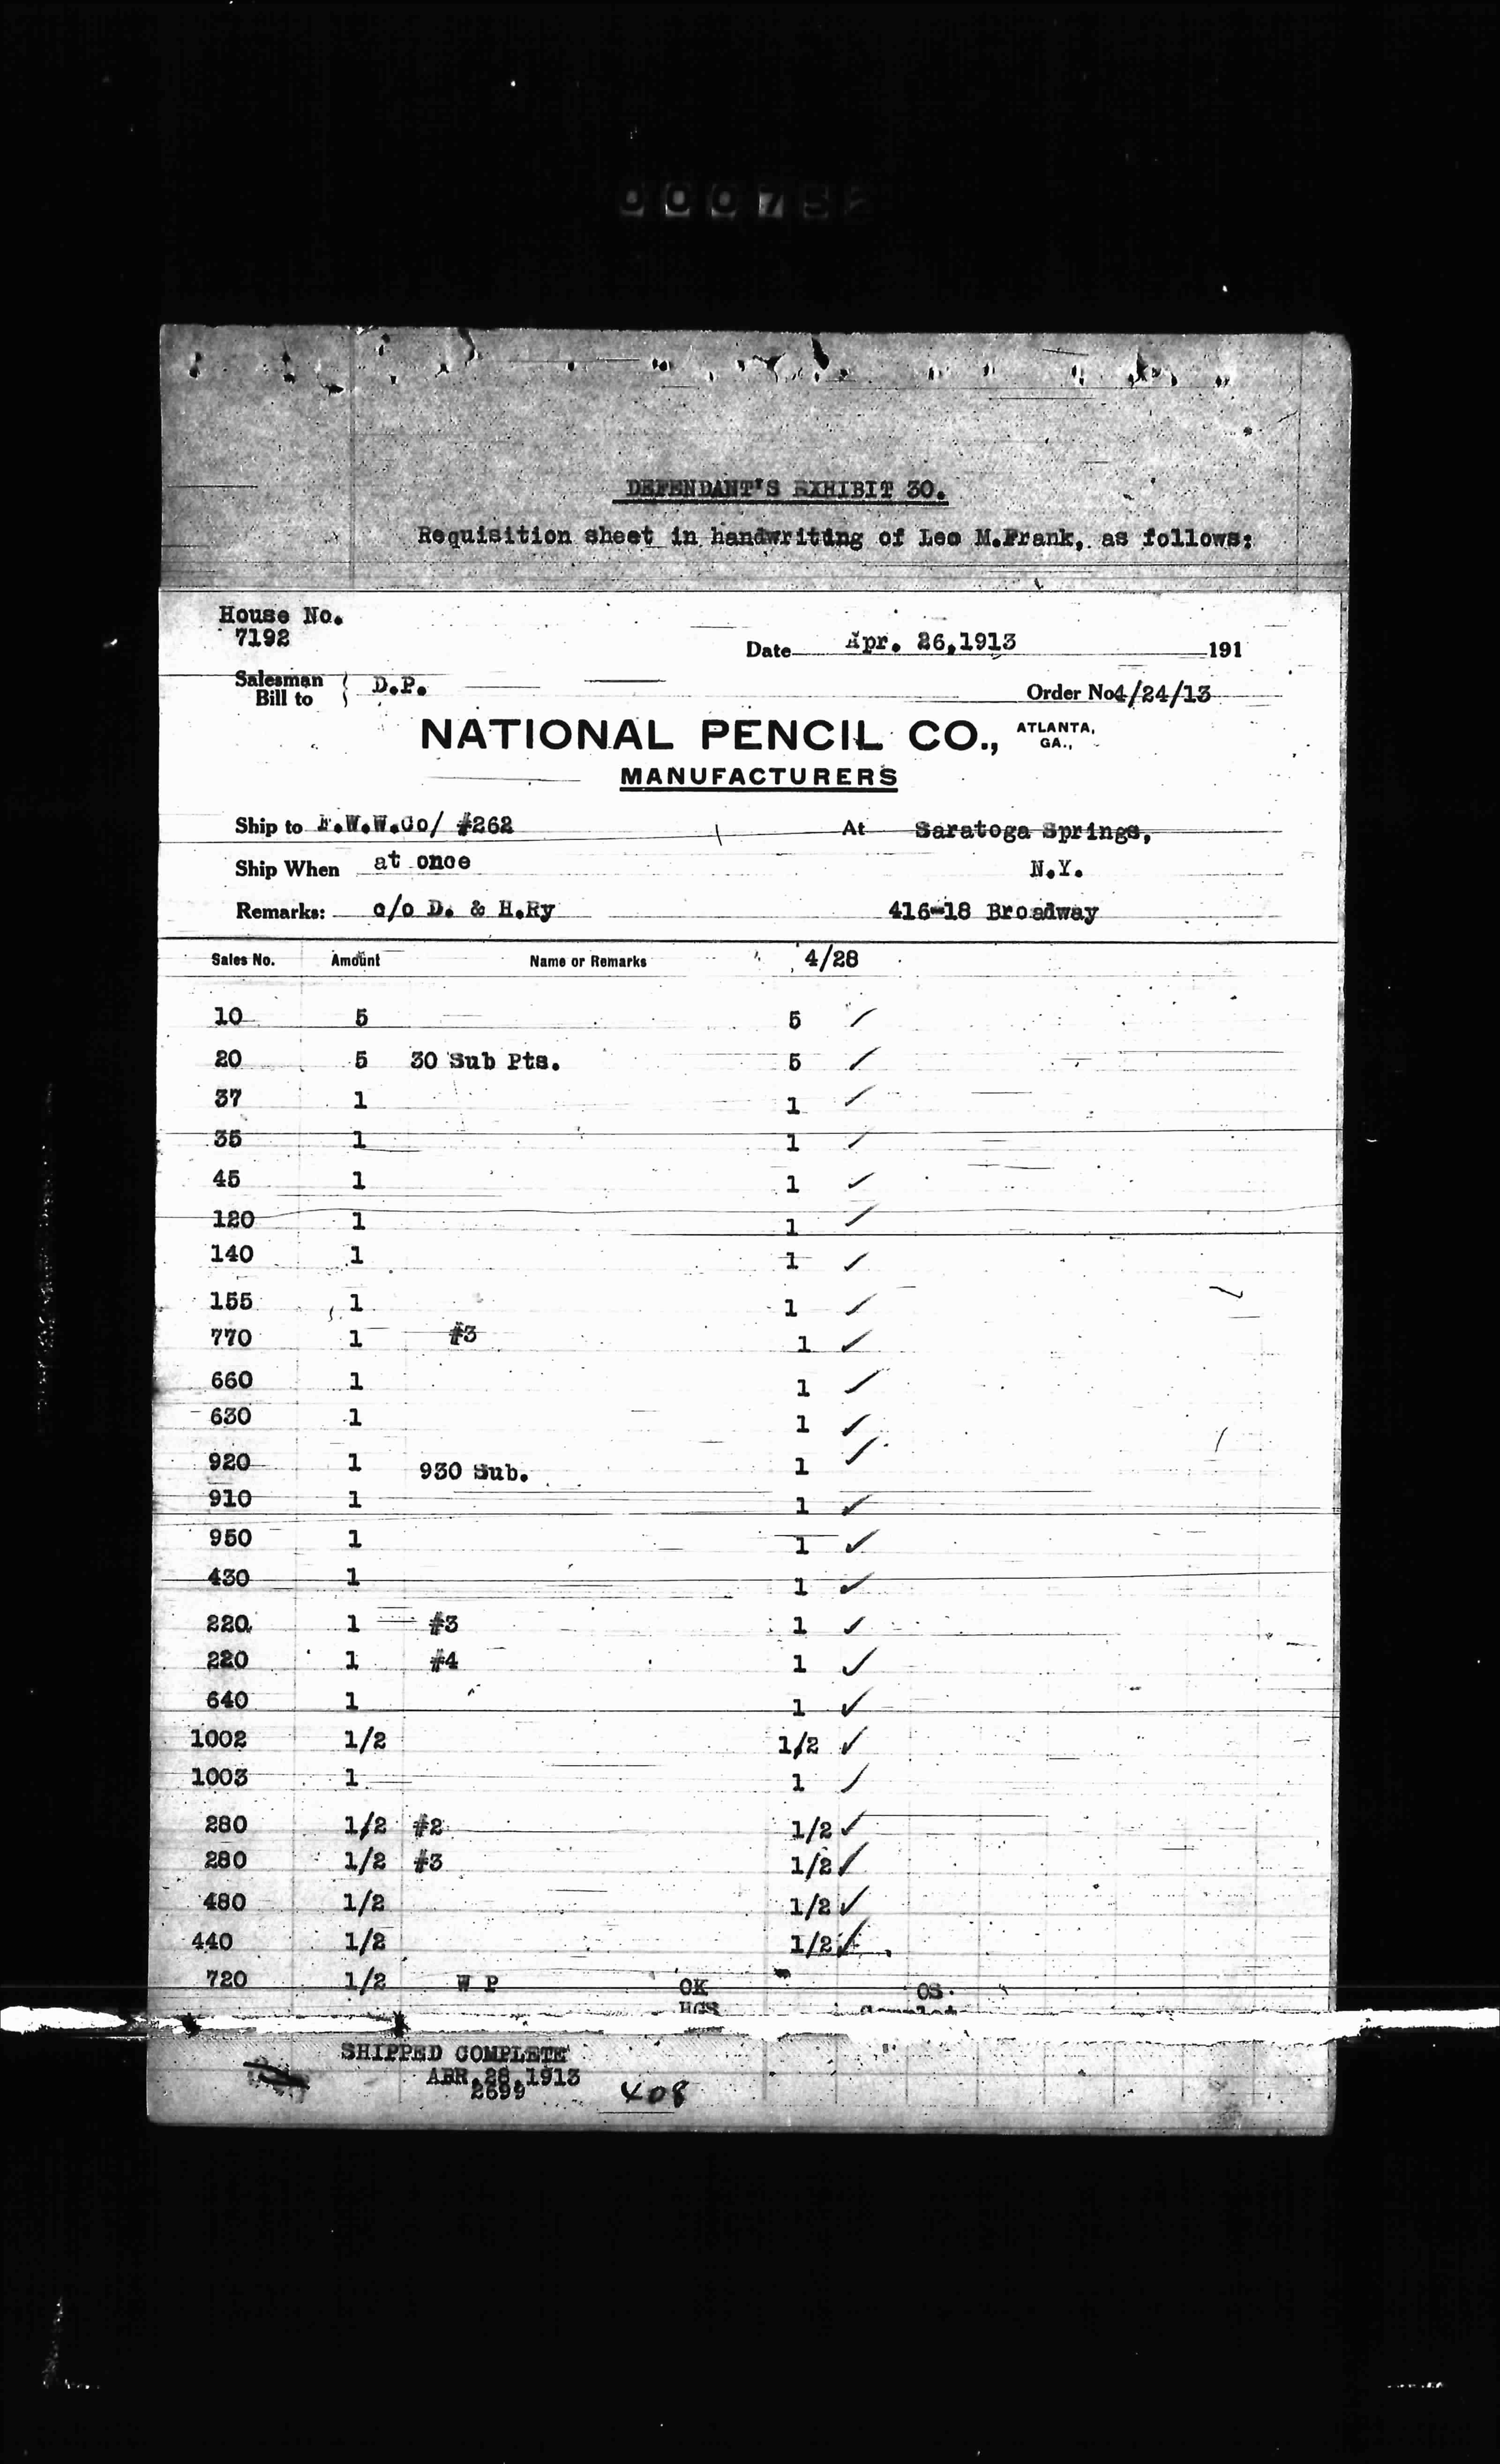 DEFENDANT'S EXHIBIT 30.
Requisition sheet in handwriting of Leo M.Frank, as follows:
House No.
7192
Date Apr. 26,1913 191
Salesman
Bill to D.P.
Order No 4/24/13
NATIONAL PENCIL CO., ATLANTA, GA.,
MANUFACTURERS
Ship to F.W.W.Co/ #262 At Saratoga Springs,
Ship When at once N.Y.
Remarks: c/o D. & H.Ry 416-18 Broadway
Sales No. Amount Name or Remarks 4/28
10 5 5 ✓
20 5 30 Sub Pts. 5 ✓
37 1 1 ✓
35 1 1 ✓
45 1 1 ✓
120 1 1 ✓
140 1 1 ✓
155 1 1 ✓
770 1 #3 1 ✓
660 1 1 ✓
630 1 1 ✓
920 1 930 Sub. 1 ✓
910 1 1 ✓
950 1 1 ✓
430 1 1 ✓
220 1 #3 1 ✓
220 1 #4 1 ✓
640 1 1 ✓
1002 1/2 1/2 ✓
1003 1 1 ✓
280 1/2 #2 1/2 ✓
280 1/2 #3 1/2 ✓
480 1/2 1/2 ✓
440 1/2 1/2 ✓
720 1/2 W P OK OS
HGS
SHIPPED COMPLETE
APR.28,1913
2699
408